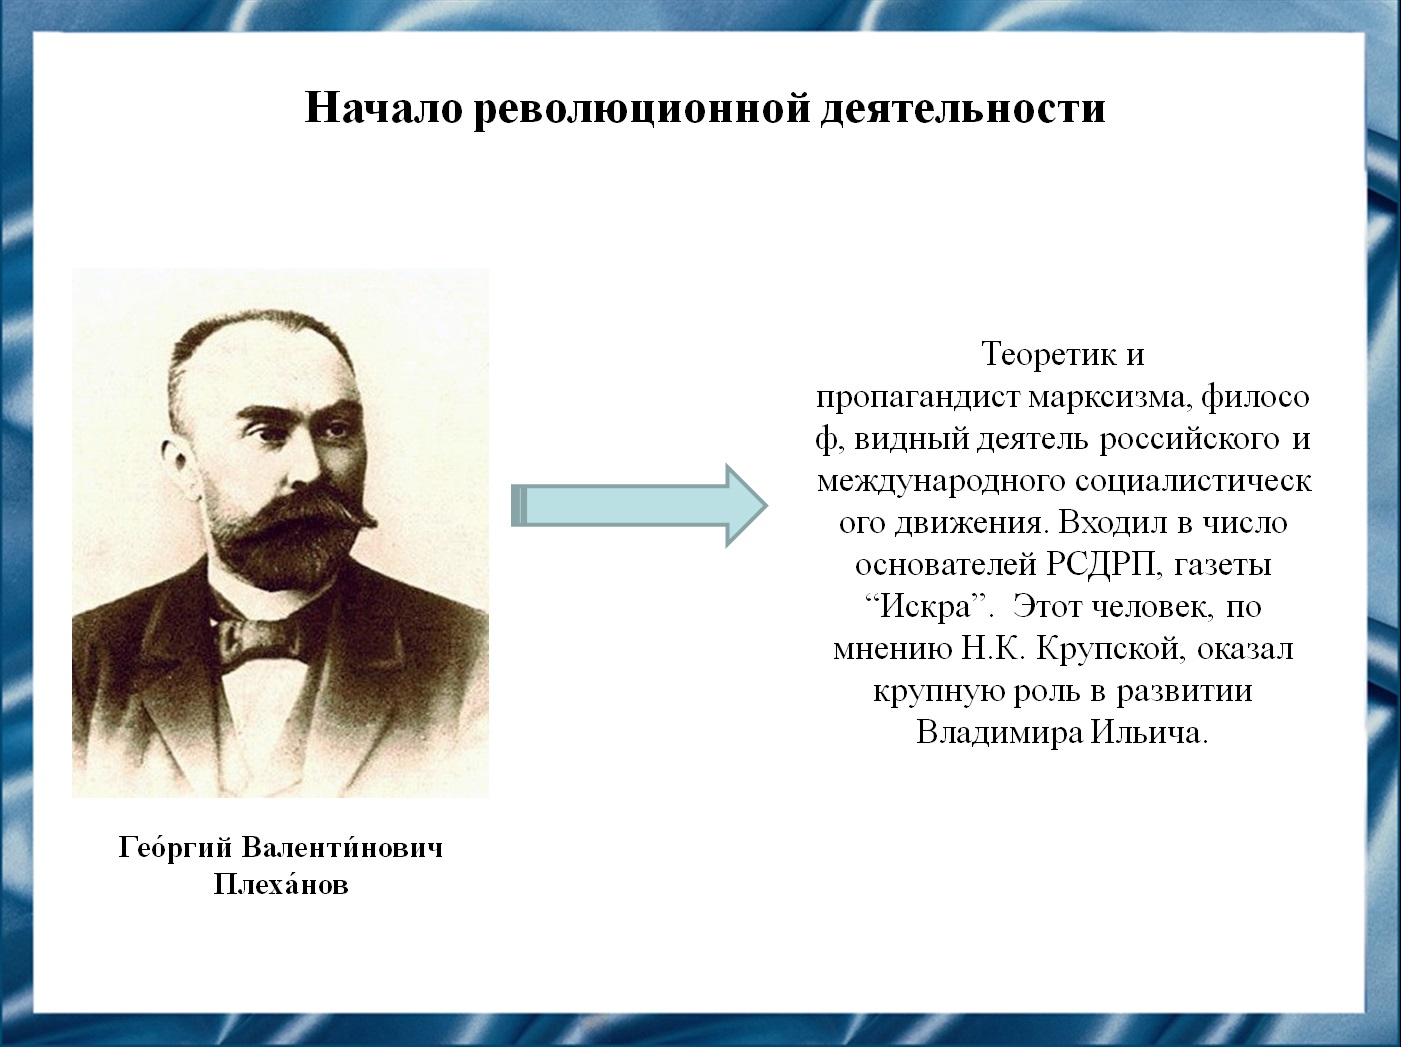 Начало революционной деятельности
Теоретик и
пропагандист марксизма, филосо
ф, видный деятель российского и
международного социалистическ
ого движения. Входил в число
основателей РСДРП, газеты
“Искра”.  Этот человек, по
мнению Н.К. Крупской, оказал
крупную роль в развитии
Владимира Ильича.
Гео́ргий Валенти́нович
Плеха́нов